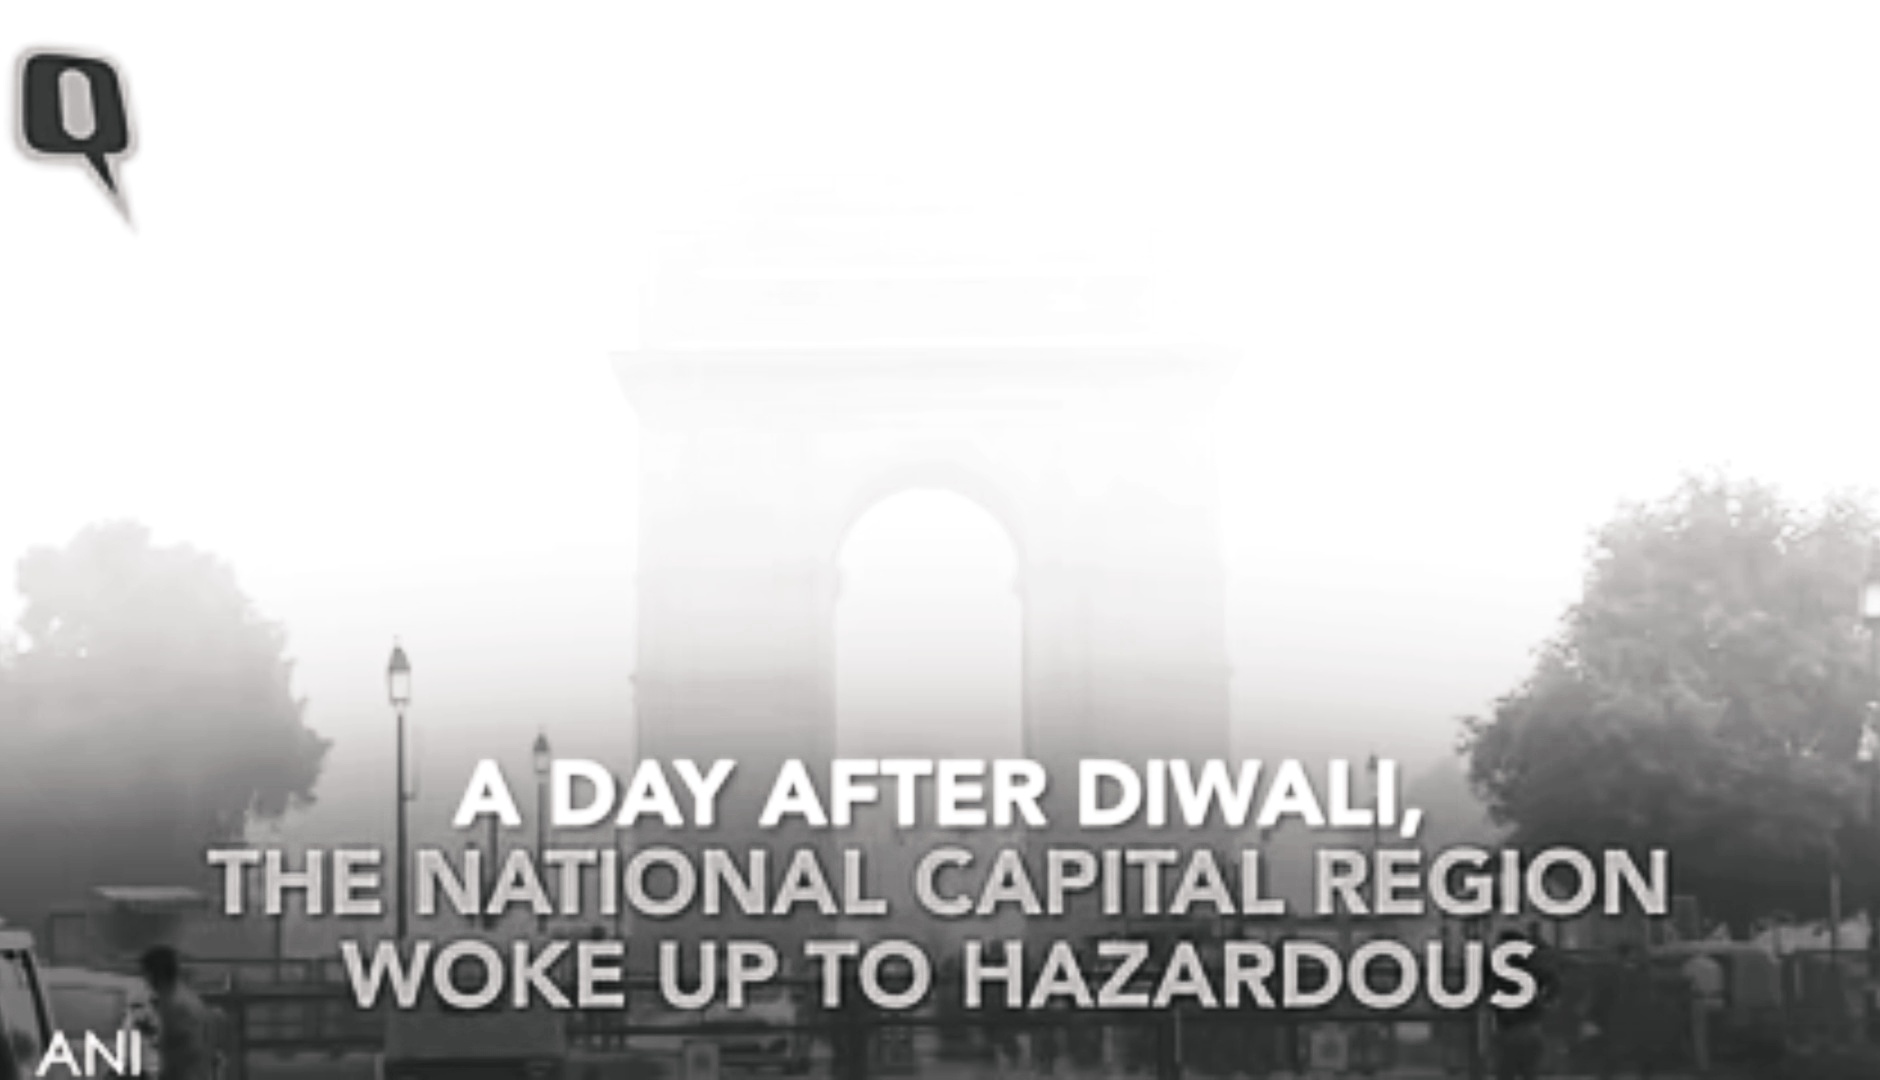 Q
A DAY AFTER DIWALI,
THE NATIONAL CAPITAL REGION
WOKE UP TO HAZARDOUS
ANI